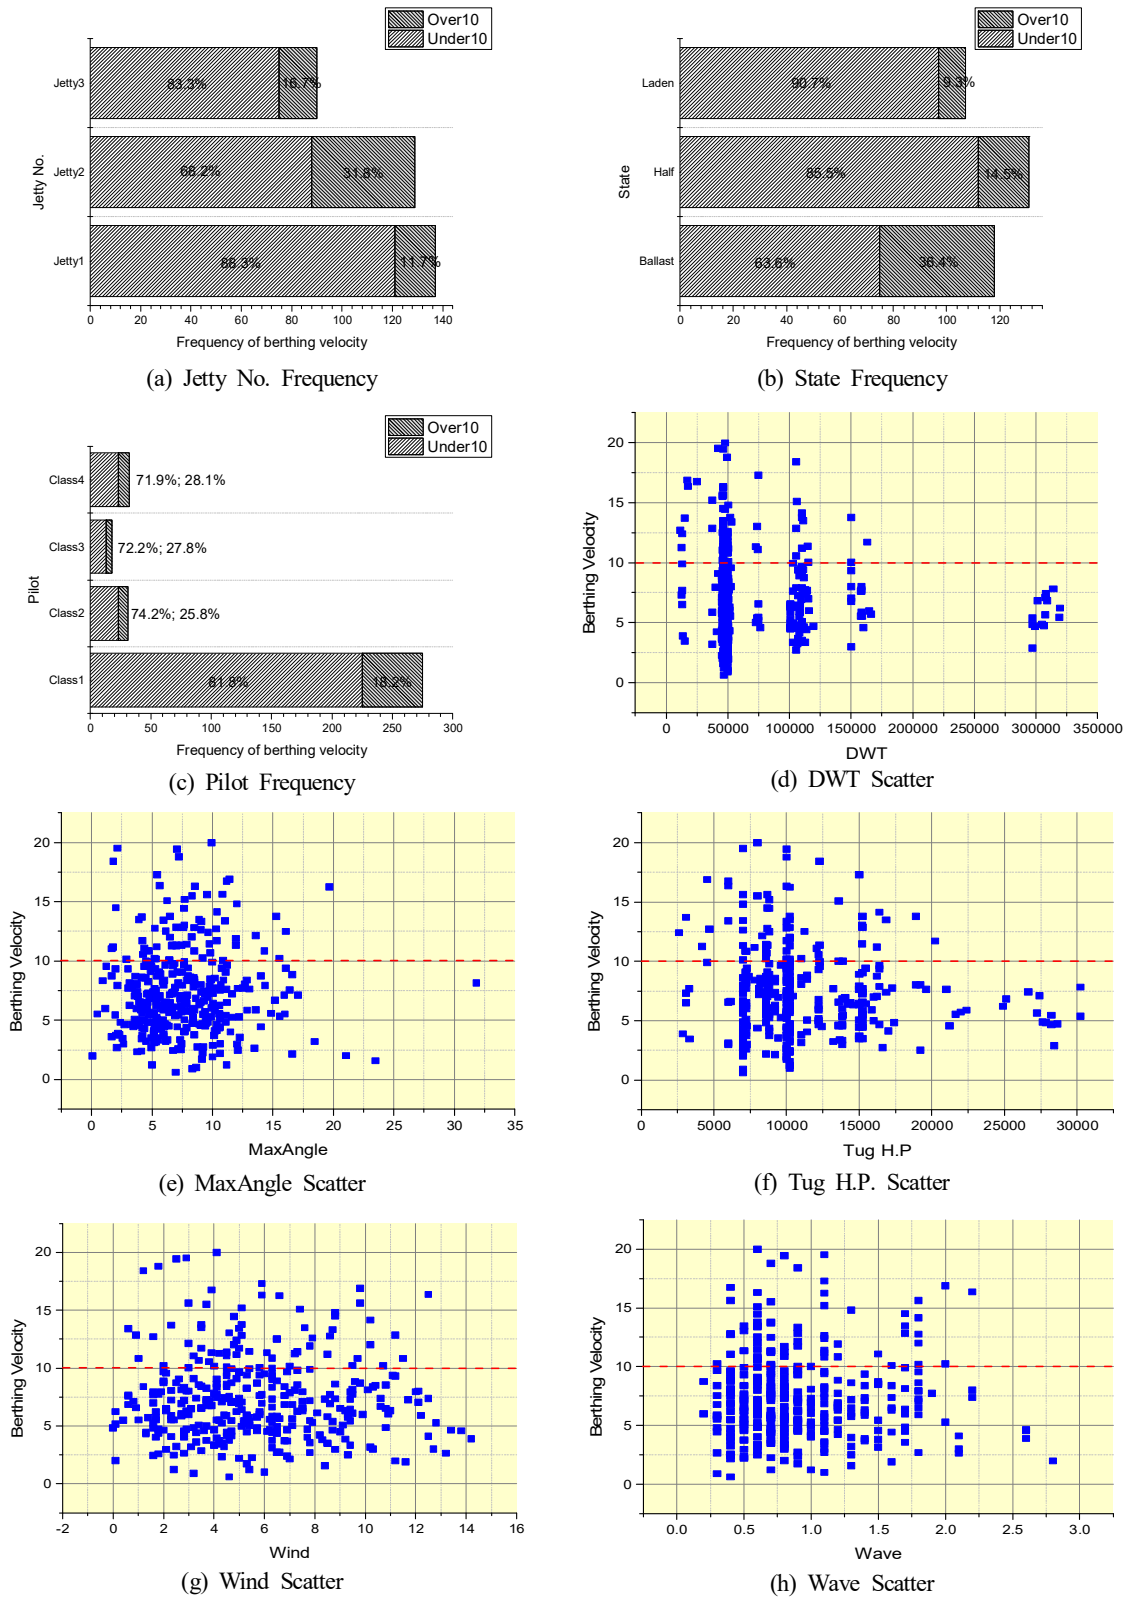 Over10
Under10
Jetty3
83.3%
16.7%
Jetty2
68.2%
31.8%
Jetty1
88.3%
11.7%
Jetty No.
0 20 40 60 80 100 120 140
Frequency of berthing velocity
(a) Jetty No. Frequency
Over10
Under10
Laden
90.7%
9.3%
Half
85.5%
14.5%
Ballast
63.6%
36.4%
State
0 20 40 60 80 100 120
Frequency of berthing velocity
(b) State Frequency
Over10
Under10
Class4
71.9%; 28.1%
Class3
72.2%; 27.8%
Class2
74.2%; 25.8%
Class1
81.8%
18.2%
Pilot
0 50 100 150 200 250 300
Frequency of berthing velocity
(c) Pilot Frequency
20
15
10
5
0
Berthing Velocity
0 50000 100000 150000 200000 250000 300000 350000
DWT
(d) DWT Scatter
20
15
10
5
0
Berthing Velocity
0 5 10 15 20 25 30 35
MaxAngle
(e) MaxAngle Scatter
20
15
10
5
0
Berthing Velocity
0 5000 10000 15000 20000 25000 30000
Tug H.P
(f) Tug H.P. Scatter
20
15
10
5
0
Berthing Velocity
-2 0 2 4 6 8 10 12 14 16
Wind
(g) Wind Scatter
20
15
10
5
0
Berthing Velocity
0.0 0.5 1.0 1.5 2.0 2.5 3.0
Wave
(h) Wave Scatter